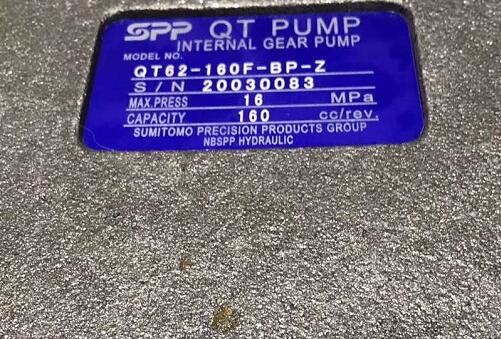 SPP QT PUMP
INTERNAL GEAR PUMP
MODEL NO.
QT62-160F-BP-Z
S/N 20030083
MAX.PRESS 16 MPa
CAPACITY 160 cc/rev.
SUMITOMO PRECISION PRODUCTS GROUP
NBSPP HYDRAULIC